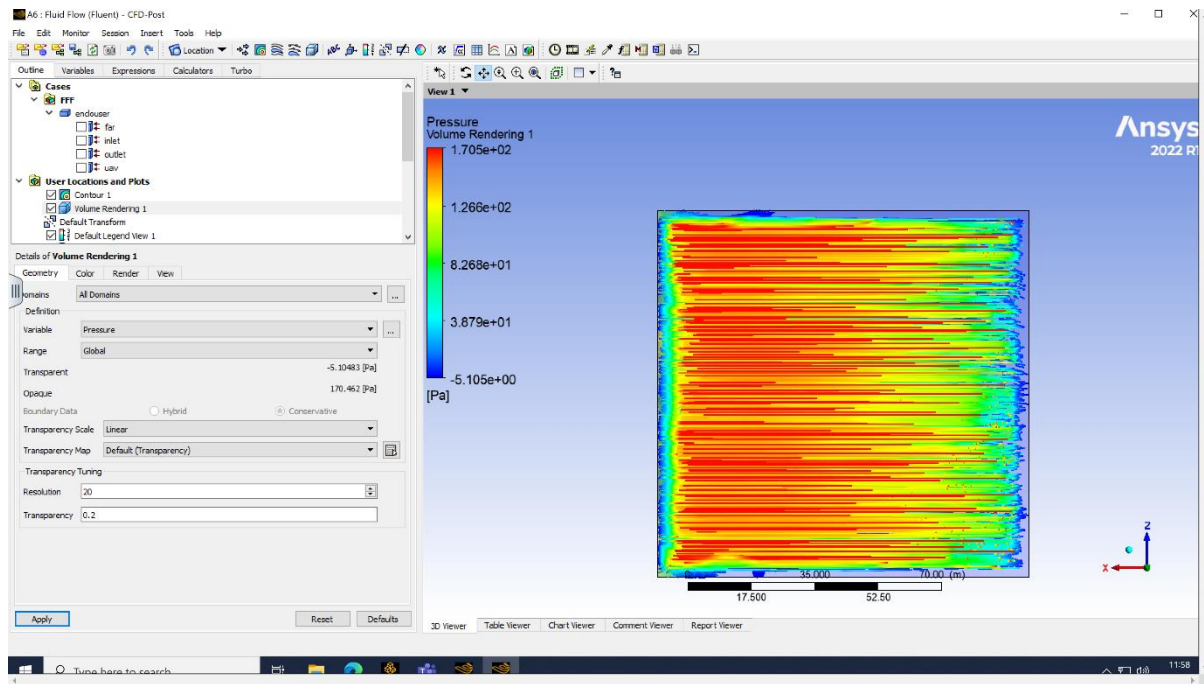 A6 : Fluid Flow (Fluent) - CFD-Post
File Edit Monitor Session Insert Tools Help
Location
Outline Variables Expressions Calculators Turbo
Cases
FFF
endouser
far
inlet
outlet
uav
User Locations and Plots
Contour 1
Volume Rendering 1
Default Transform
Default Legend View 1
Details of Volume Rendering 1
Geometry Color Render View
omains All Domains ...
Definition
Variable Pressure ...
Range Global
Transparent -5.10483 [Pa]
Opaque 170.462 [Pa]
Boundary Data Hybrid Conservative
Transparency Scale Linear
Transparency Map Default (Transparency)
Transparency Tuning
Resolution 20
Transparency 0.2
Apply Reset Defaults
View 1
Pressure
Volume Rendering 1
1.705e+02
1.266e+02
8.268e+01
3.879e+01
-5.105e+00
[Pa]
Ansys
2022 R1
35.000 70.00 (m)
17.500 52.50
Z
X
3D Viewer Table Viewer Chart Viewer Comment Viewer Report Viewer
Type here to search
11:58